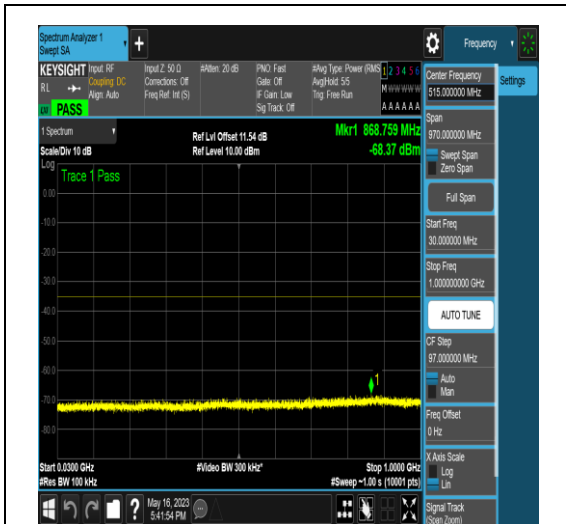 Spectrum Analyzer 1
Swept SA
+
Frequency
KEYSIGHT
RL
PASS
Input: RF
Coupling: DC
Align: Auto
Input Z: 50 Ω
Corrections: Off
Freq Ref: Int (S)
#Atten: 20 dB
PNO: Fast
Gate: Off
IF Gain: Low
Sig Track: Off
#Avg Type: Power (RMS
Avg|Hold: 5/5
Trig: Free Run
1 2 3 4 5 6
M W W W W W
A A A A A A
1 Spectrum
Scale/Div 10 dB
Ref Lvl Offset 11.54 dB
Ref Level 10.00 dBm
Mkr1 868.759 MHz
-68.37 dBm
Log
Trace 1 Pass
0.00
-10.0
-20.0
-30.0
-40.0
-50.0
-60.0
-70.0
-80.0
1
Start 0.0300 GHz
#Res BW 100 kHz
#Video BW 300 kHz*
Stop 1.0000 GHz
#Sweep ~1.00 s (10001 pts)
May 16, 2023
5:41:54 PM
Center Frequency
515.000000 MHz
Settings
Span
970.000000 MHz
Swept Span
Zero Span
Full Span
Start Freq
30.000000 MHz
Stop Freq
1.000000000 GHz
AUTO TUNE
CF Step
97.000000 MHz
Auto
Man
Freq Offset
0 Hz
X Axis Scale
Log
Lin
Signal Track
(Span Zoom)